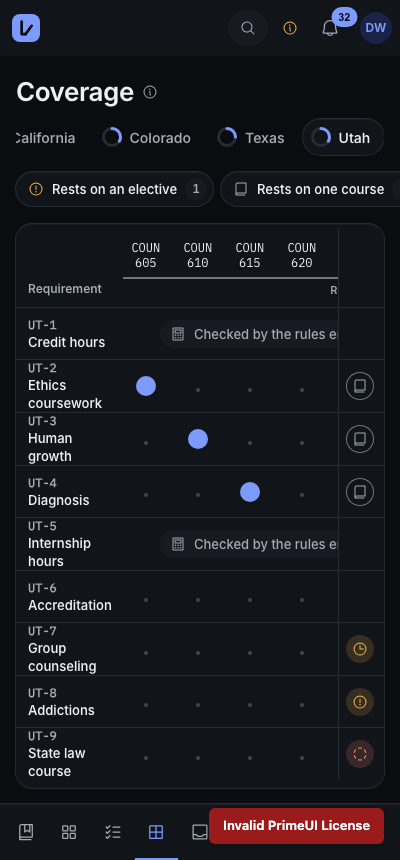 32
DW
Coverage
California
Colorado
Texas
Utah
Rests on an elective 1
Rests on one course
COUN 605
COUN 610
COUN 615
COUN 620
Requirement
R
UT-1
Credit hours
Checked by the rules
UT-2
Ethics
coursework
UT-3
Human
growth
UT-4
Diagnosis
UT-5
Internship
hours
Checked by the rules
UT-6
Accreditation
UT-7
Group
counseling
UT-8
Addictions
UT-9
State law
course
Invalid PrimeUI License